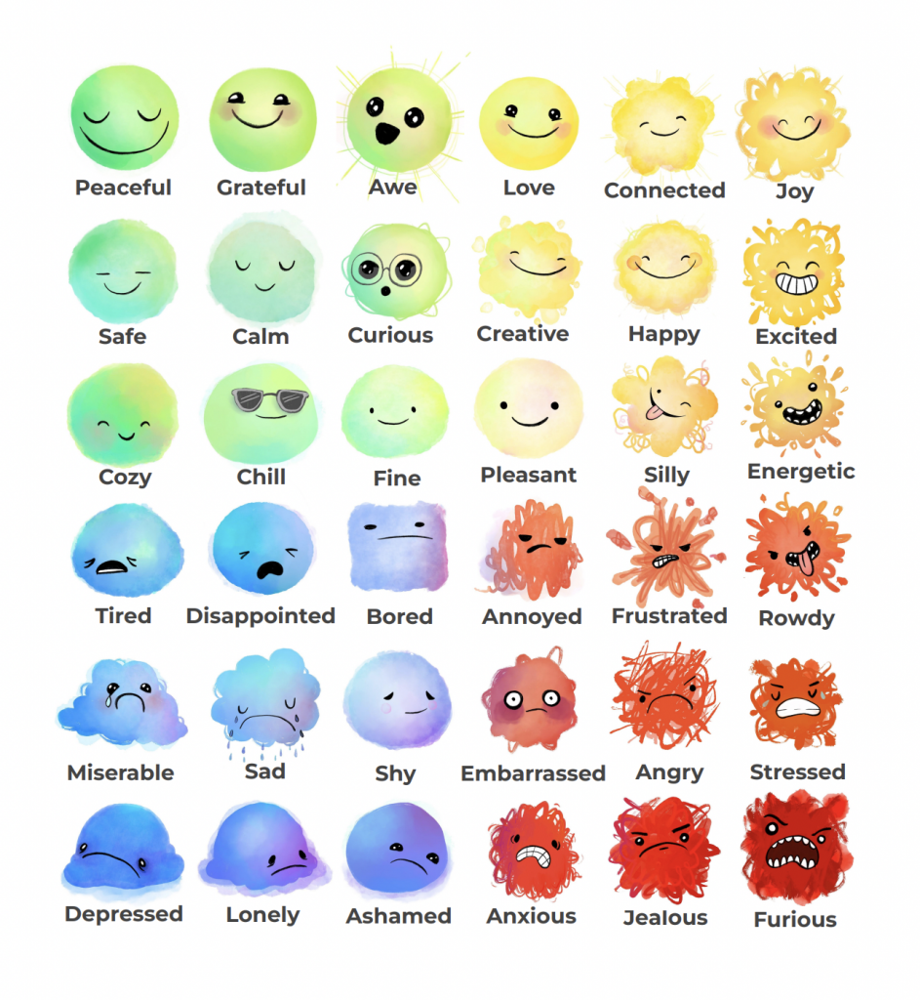 Peaceful Grateful Awe Love Connected Joy
Safe Calm Curious Creative Happy Excited
Cozy Chill Fine Pleasant Silly Energetic
Tired Disappointed Bored Annoyed Frustrated Rowdy
Miserable Sad Shy Embarrassed Angry Stressed
Depressed Lonely Ashamed Anxious Jealous Furious